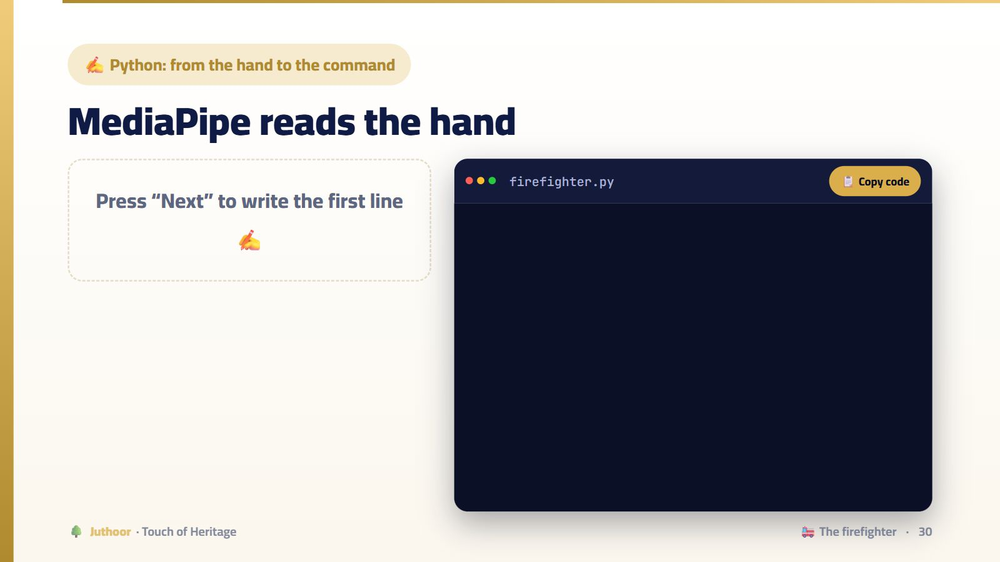 ✍️ Python: from the hand to the command
MediaPipe reads the hand
Press “Next” to write the first line
✍️
firefighter.py
📋 Copy code
🌳 Juthoor · Touch of Heritage
🚒 The firefighter · 30